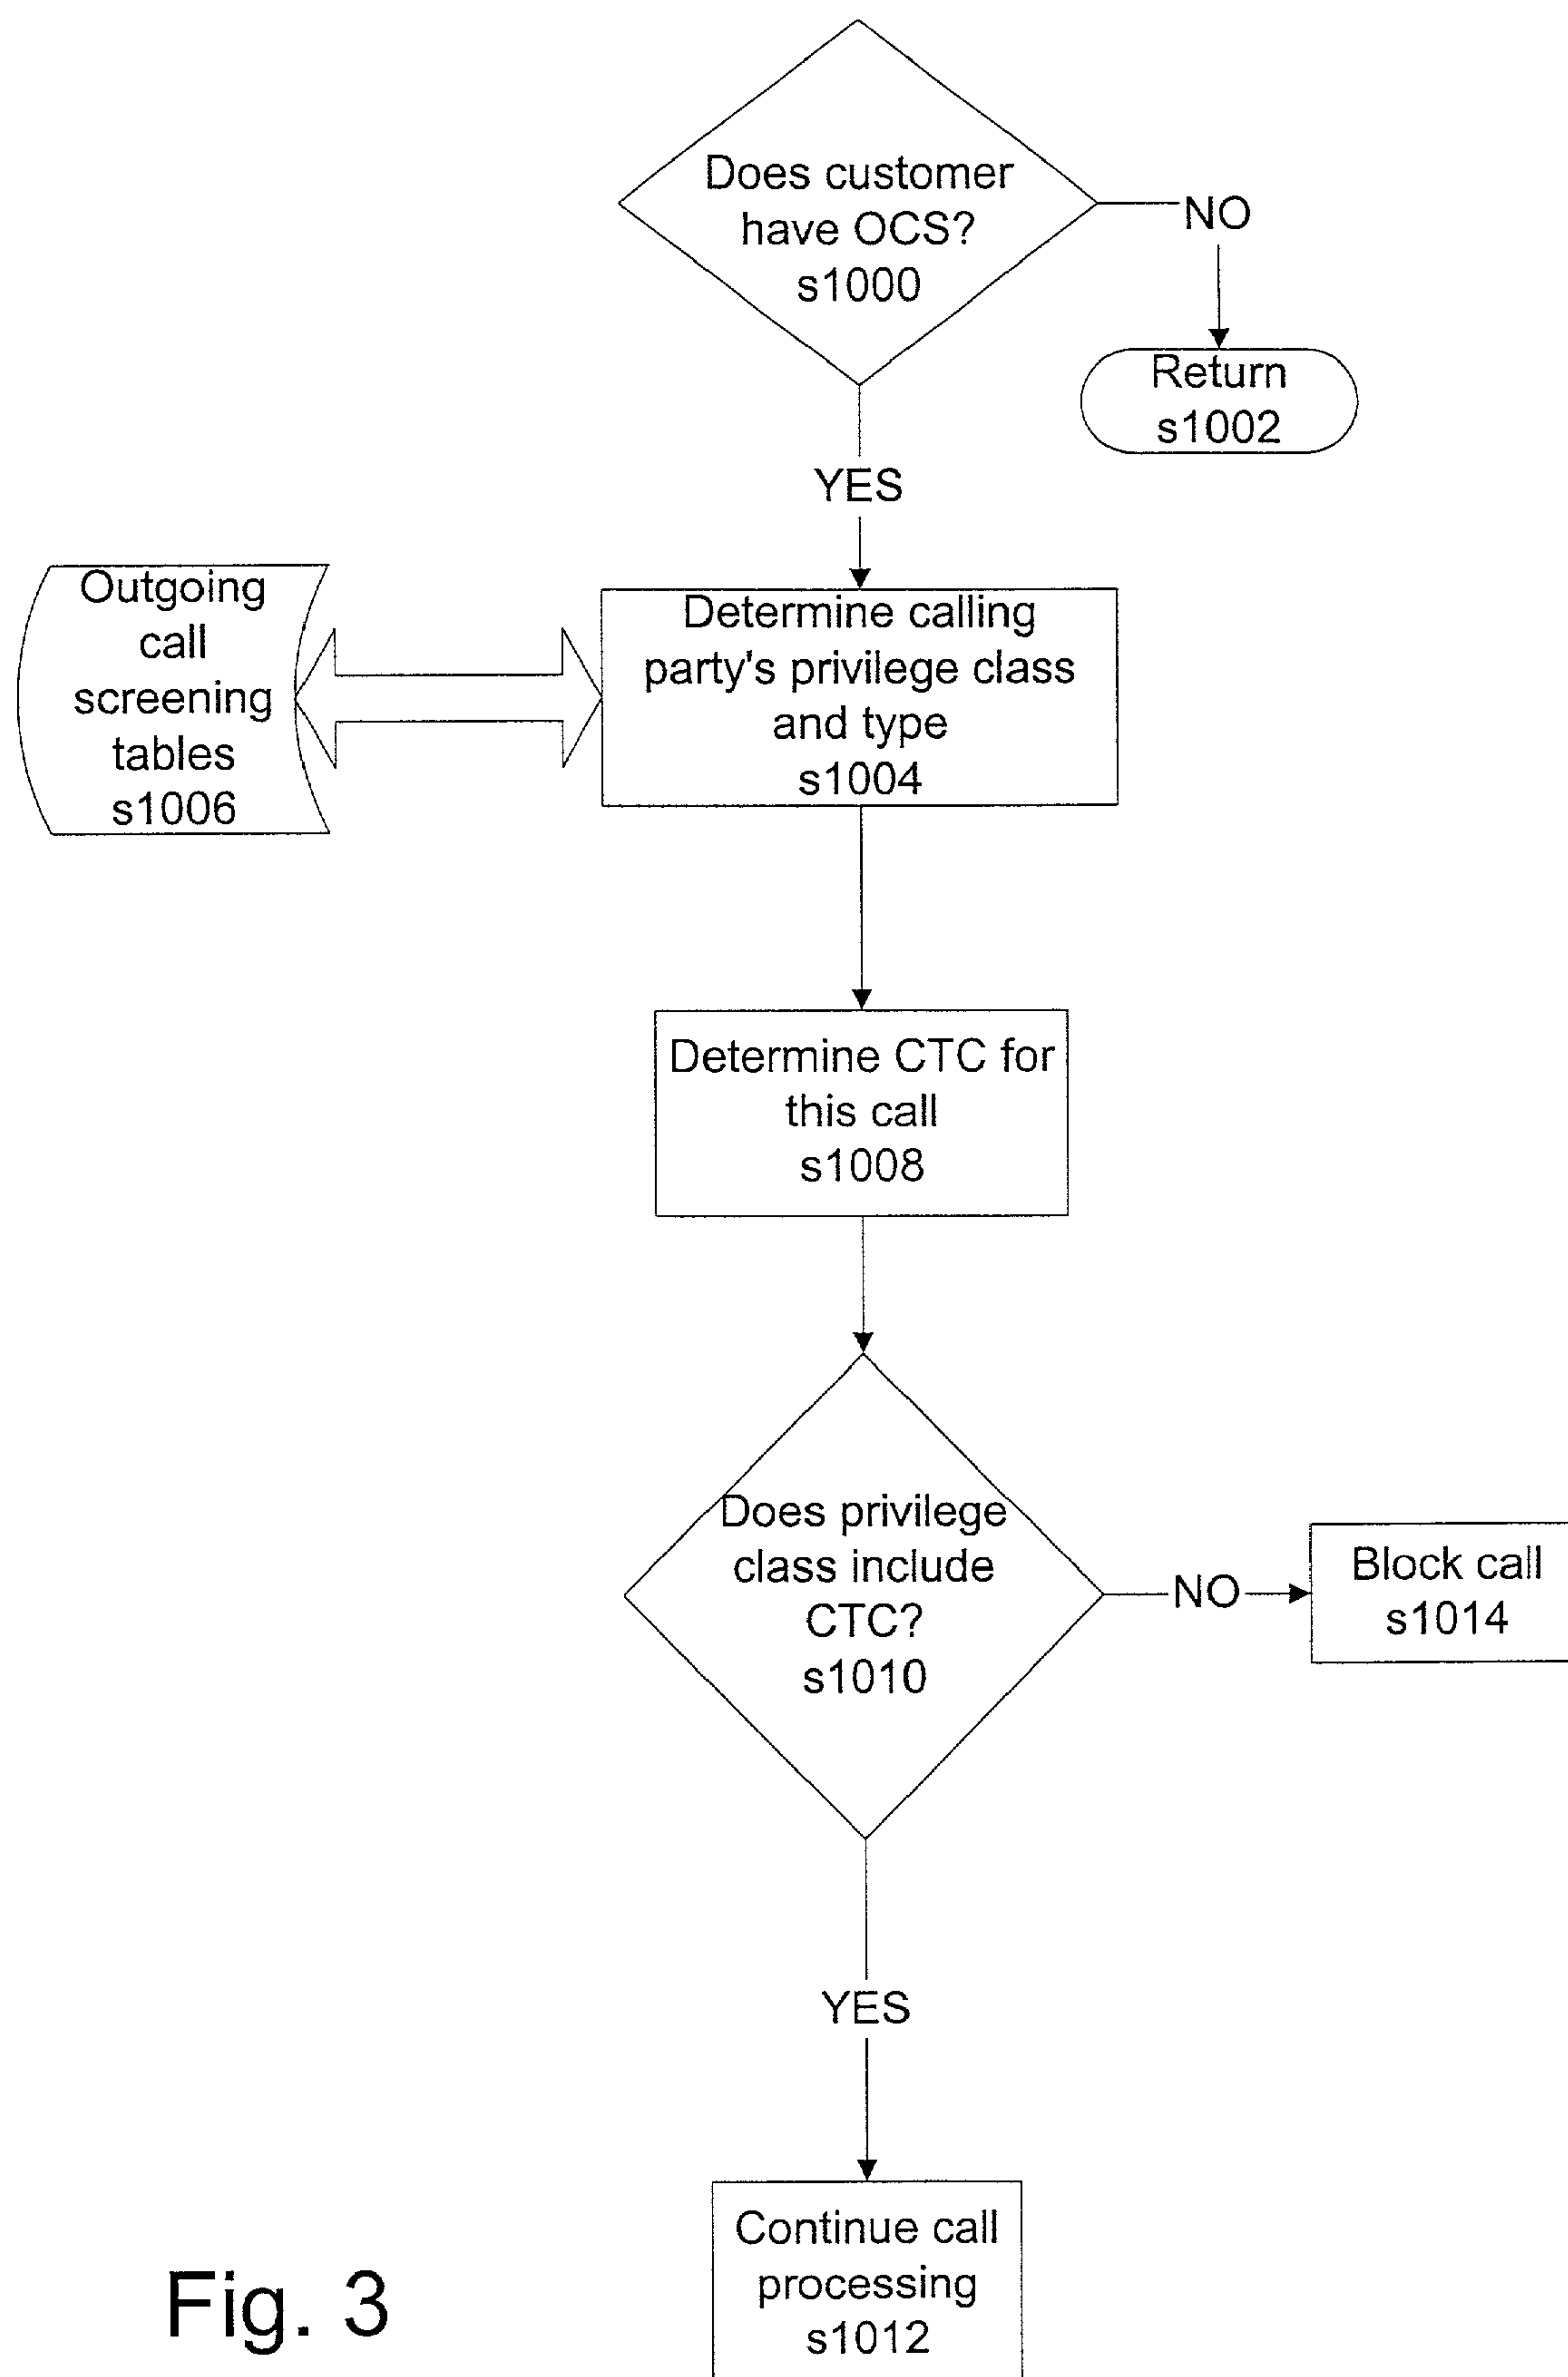 Does customer
have OCS?
s1000
NO
Return
s1002
YES
Outgoing
call
screening
tables
s1006
Determine calling
party's privilege class
and type
s1004
Determine CTC for
this call
s1008
Does privilege
class include
CTC?
s1010
NO
Block call
s1014
YES
Continue call
processing
s1012
Fig. 3